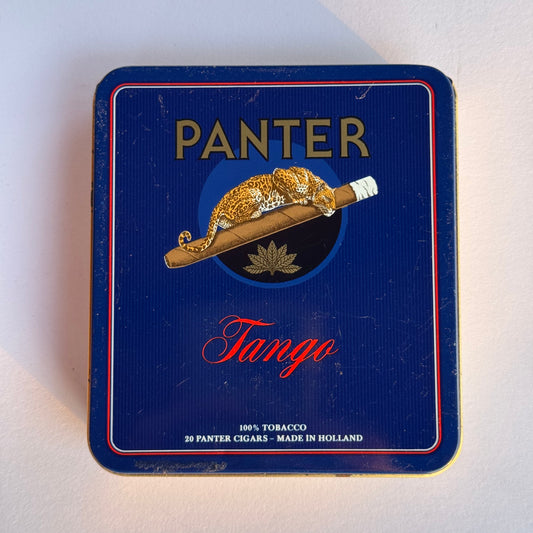 PANTER
Tango
100% TOBACCO
20 PANTER CIGARS – MADE IN HOLLAND